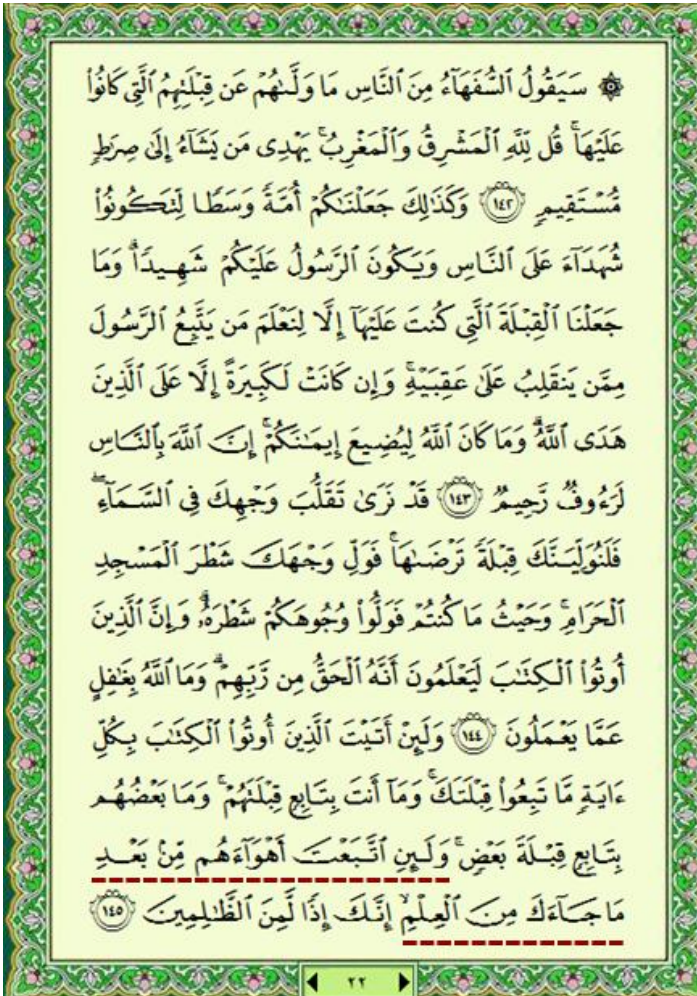 ۞ سَيَقُولُ ٱلسُّفَهَآءُ مِنَ ٱلنَّاسِ مَا وَلَّىٰهُمْ عَن قِبْلَتِهِمُ ٱلَّتِى كَانُوا۟
عَلَيْهَا ۚ قُل لِّلَّهِ ٱلْمَشْرِقُ وَٱلْمَغْرِبُ ۚ يَهْدِى مَن يَشَآءُ إِلَىٰ صِرَٰطٍ
مُّسْتَقِيمٍ ﴿١٤٢﴾ وَكَذَٰلِكَ جَعَلْنَٰكُمْ أُمَّةً وَسَطًا لِّتَكُونُوا۟
شُهَدَآءَ عَلَى ٱلنَّاسِ وَيَكُونَ ٱلرَّسُولُ عَلَيْكُمْ شَهِيدًا ۗ وَمَا
جَعَلْنَا ٱلْقِبْلَةَ ٱلَّتِى كُنتَ عَلَيْهَآ إِلَّا لِنَعْلَمَ مَن يَتَّبِعُ ٱلرَّسُولَ
مِمَّن يَنقَلِبُ عَلَىٰ عَقِبَيْهِ ۚ وَإِن كَانَتْ لَكَبِيرَةً إِلَّا عَلَى ٱلَّذِينَ
هَدَى ٱللَّهُ ۗ وَمَا كَانَ ٱللَّهُ لِيُضِيعَ إِيمَٰنَكُمْ ۚ إِنَّ ٱللَّهَ بِٱلنَّاسِ
لَرَءُوفٌ رَّحِيمٌ ﴿١٤٣﴾ قَدْ نَرَىٰ تَقَلُّبَ وَجْهِكَ فِى ٱلسَّمَآءِ ۖ
فَلَنُوَلِّيَنَّكَ قِبْلَةً تَرْضَىٰهَا ۚ فَوَلِّ وَجْهَكَ شَطْرَ ٱلْمَسْجِدِ
ٱلْحَرَامِ ۚ وَحَيْثُ مَا كُنتُمْ فَوَلُّوا۟ وُجُوهَكُمْ شَطْرَهُۥ ۗ وَإِنَّ ٱلَّذِينَ
أُوتُوا۟ ٱلْكِتَٰبَ لَيَعْلَمُونَ أَنَّهُ ٱلْحَقُّ مِن رَّبِّهِمْ ۗ وَمَا ٱللَّهُ بِغَٰفِلٍ
عَمَّا يَعْمَلُونَ ﴿١٤٤﴾ وَلَئِنْ أَتَيْتَ ٱلَّذِينَ أُوتُوا۟ ٱلْكِتَٰبَ بِكُلِّ
ءَايَةٍ مَّا تَبِعُوا۟ قِبْلَتَكَ ۚ وَمَآ أَنتَ بِتَابِعٍ قِبْلَتَهُمْ ۚ وَمَا بَعْضُهُم
بِتَابِعٍ قِبْلَةَ بَعْضٍ ۚ وَلَئِنِ ٱتَّبَعْتَ أَهْوَآءَهُم مِّنۢ بَعْدِ
مَا جَآءَكَ مِنَ ٱلْعِلْمِ ۙ إِنَّكَ إِذًا لَّمِنَ ٱلظَّٰلِمِينَ ﴿١٤٥﴾
٢٢